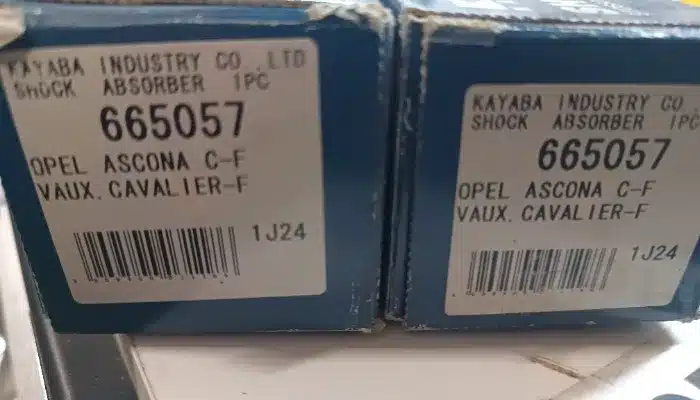 KAYABA INDUSTRY CO .LTD
SHOCK ABSORBER 1PC
665057
OPEL ASCONA C-F
VAUX. CAVALIER-F
1J24
KAYABA INDUSTRY CO
SHOCK ABSORBER 1PC
665057
OPEL ASCONA C-F
VAUX. CAVALIER-F
1J24